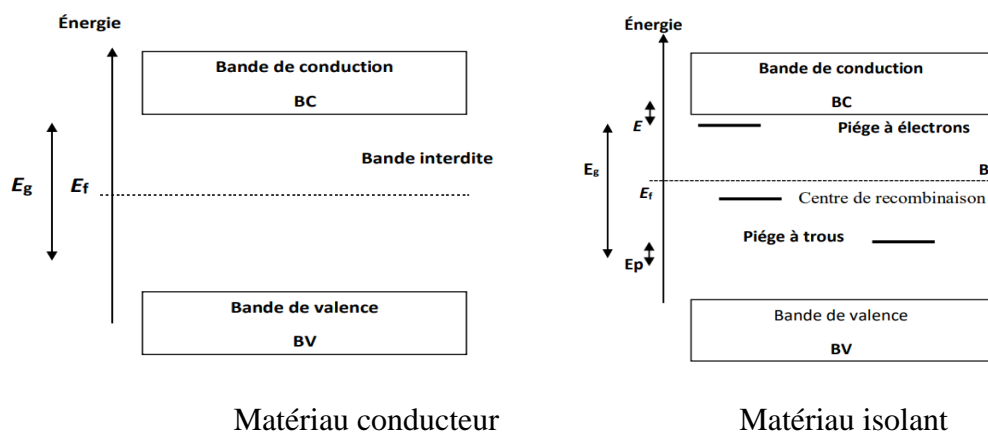 Énergie
Bande de conduction
BC
Bande interdite
Eg
Ef
Bande de valence
BV
Matériau conducteur
Énergie
Bande de conduction
BC
E
Piége à électrons
Eg
B
Ef
Centre de recombinaison
Piége à trous
Ep
Bande de valence
BV
Matériau isolant